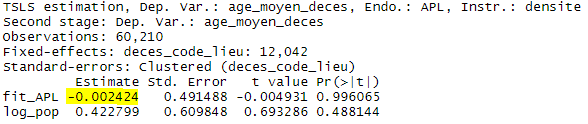 TSLS estimation, Dep. Var.: age_moyen_deces, Endo.: APL, Instr.: densite
Second stage: Dep. Var.: age_moyen_deces
Observations: 60,210
Fixed-effects: deces_code_lieu: 12,042
Standard-errors: Clustered (deces_code_lieu)
Estimate Std. Error t value Pr(>|t|)
fit_APL -0.002424 0.491488 -0.004931 0.996065
log_pop 0.422799 0.609848 0.693286 0.488144